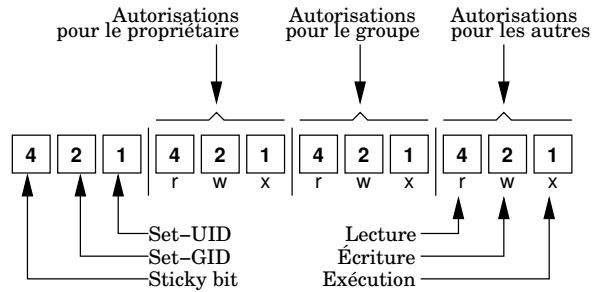 Autorisations
pour le propriétaire
Autorisations
pour le groupe
Autorisations
pour les autres
4 2 1 4 2 1 4 2 1 4 2 1
r w x r w x r w x
Set-UID
Set-GID
Sticky bit
Lecture
Écriture
Exécution